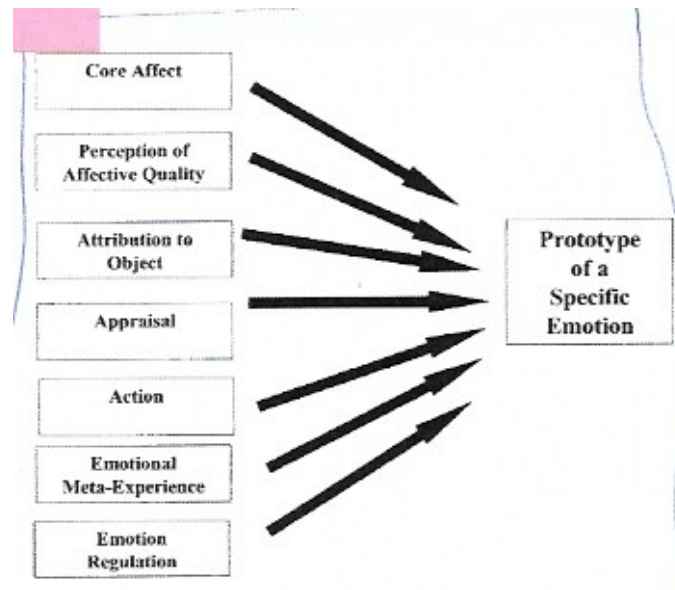 Core Affect
Perception of
Affective Quality
Attribution to
Object
Appraisal
Action
Emotional
Meta-Experience
Emotion
Regulation
Prototype
of a
Specific
Emotion